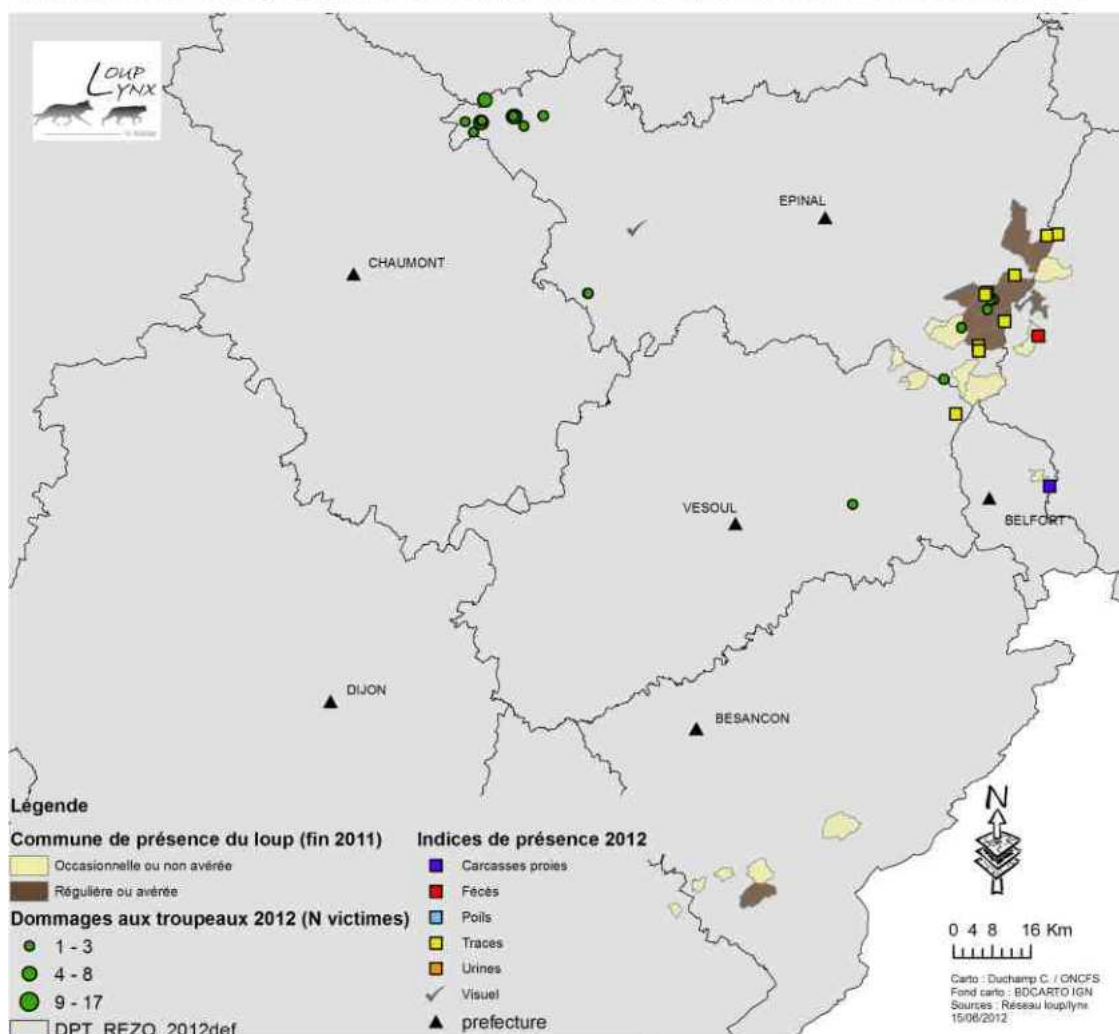 LOUP
LYNX
EPINAL
CHAUMONT
VESOUL
BELFORT
DIJON
BESANCON
Légende
Commune de présence du loup (fin 2011)
Occasionnelle ou non avérée
Régulière ou avérée
Dommages aux troupeaux 2012 (N victimes)
1 - 3
4 - 8
9 - 17
DPT_REZO_2012def
Indices de présence 2012
Carcasses proies
Fécès
Poils
Traces
Urines
Visuel
prefecture
N
0 4 8 16 Km
Carto : Duchamp C. / ONCFS
Fond carto : BDCARTO IGN
Sources : Réseau loup/lynx
15/06/2012